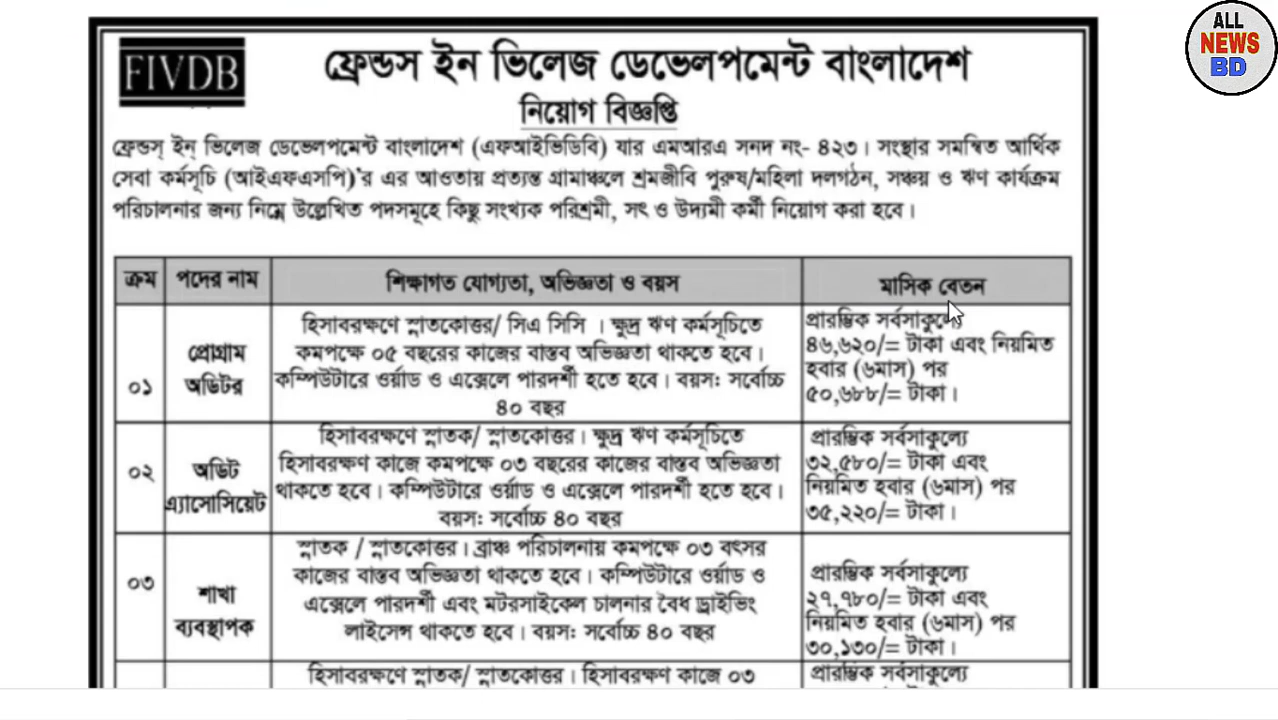 ALL
NEWS
BD
FIVDB
ফ্রেন্ডস ইন ভিলেজ ডেভেলপমেন্ট বাংলাদেশ
নিয়োগ বিজ্ঞপ্তি
ফ্রেন্ডস্ ইন্ ভিলেজ ডেভেলপমেন্ট বাংলাদেশ (এফআইভিডিবি) যার এমআরএ সনদ নং- ৪২৩। সংস্থার সমন্বিত আর্থিক
সেবা কর্মসূচি (আইএফএসপি)'র এর আওতায় প্রত্যন্ত গ্রামাঞ্চলে শ্রমজীবি পুরুষ/মহিলা দলগঠন, সঞ্চয় ও ঋণ কার্যক্রম
পরিচালনার জন্য নিম্নে উল্লেখিত পদসমূহে কিছু সংখ্যক পরিশ্রমী, সৎ ও উদ্যমী কর্মী নিয়োগ করা হবে।
ক্রম পদের নাম শিক্ষাগত যোগ্যতা, অভিজ্ঞতা ও বয়স মাসিক বেতন
০১
প্রোগ্রাম
অডিটর
হিসাবরক্ষণে স্নাতকোত্তর/ সিএ সিসি । ক্ষুদ্র ঋণ কর্মসূচিতে
কমপক্ষে ০৫ বছরের কাজের বাস্তব অভিজ্ঞতা থাকতে হবে।
কম্পিউটারে ওর্য়াড ও এক্সেলে পারদর্শী হতে হবে। বয়স: সর্বোচ্চ
৪০ বছর
প্রারম্ভিক সর্বসাকুল্যে
৪৬,৬২০/= টাকা এবং নিয়মিত
হবার (৬মাস) পর
৫০,৬৮৮/= টাকা।
০২
অডিট
এ্যাসোসিয়েট
হিসাবরক্ষণে স্নাতক/ স্নাতকোত্তর। ক্ষুদ্র ঋণ কর্মসূচিতে
হিসাবরক্ষণ কাজে কমপক্ষে ০৩ বছরের কাজের বাস্তব অভিজ্ঞতা
থাকতে হবে। কম্পিউটারে ওর্য়াড ও এক্সেলে পারদর্শী হতে হবে।
বয়স: সর্বোচ্চ ৪০ বছর
প্রারম্ভিক সর্বসাকুল্যে
৩২,৫৮০/= টাকা এবং
নিয়মিত হবার (৬মাস) পর
৩৫,২২০/= টাকা।
০৩
শাখা
ব্যবস্থাপক
স্নাতক / স্নাতকোত্তর। ব্রাঞ্চ পরিচালনায় কমপক্ষে ০৩ বৎসর
কাজের বাস্তব অভিজ্ঞতা থাকতে হবে। কম্পিউটারে ওর্য়াড ও
এক্সেলে পারদর্শী এবং মটরসাইকেল চালনার বৈধ ড্রাইভিং
লাইসেন্স থাকতে হবে। বয়স: সর্বোচ্চ ৪০ বছর
প্রারম্ভিক সর্বসাকুল্যে
২৭,৭৮০/= টাকা এবং
নিয়মিত হবার (৬মাস) পর
৩০,১৩০/= টাকা।
হিসাবরক্ষণে স্নাতক/ স্নাতকোত্তর। হিসাবরক্ষণ কাজে ০৩
প্রারম্ভিক সর্বসাকুল্যে